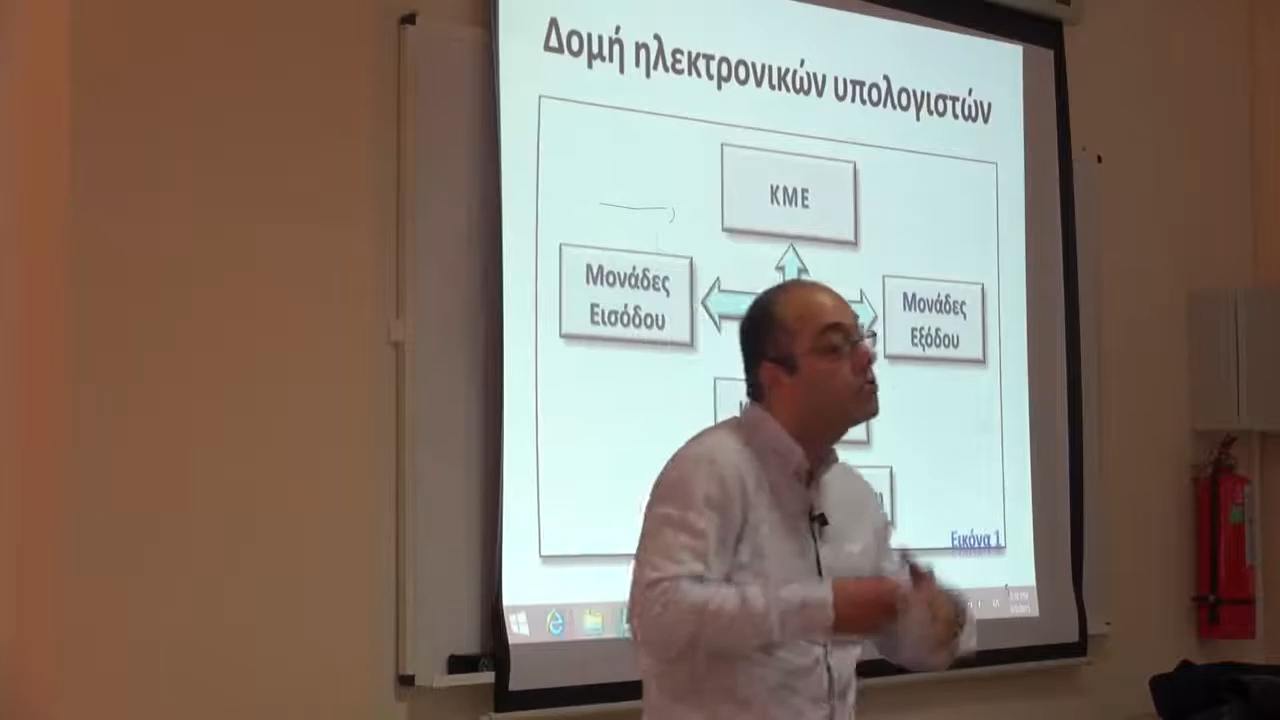 Δομή ηλεκτρονικών υπολογιστών
ΚΜΕ
Μονάδες
Εισόδου
Μονάδες
Εξόδου
Εικόνα 1